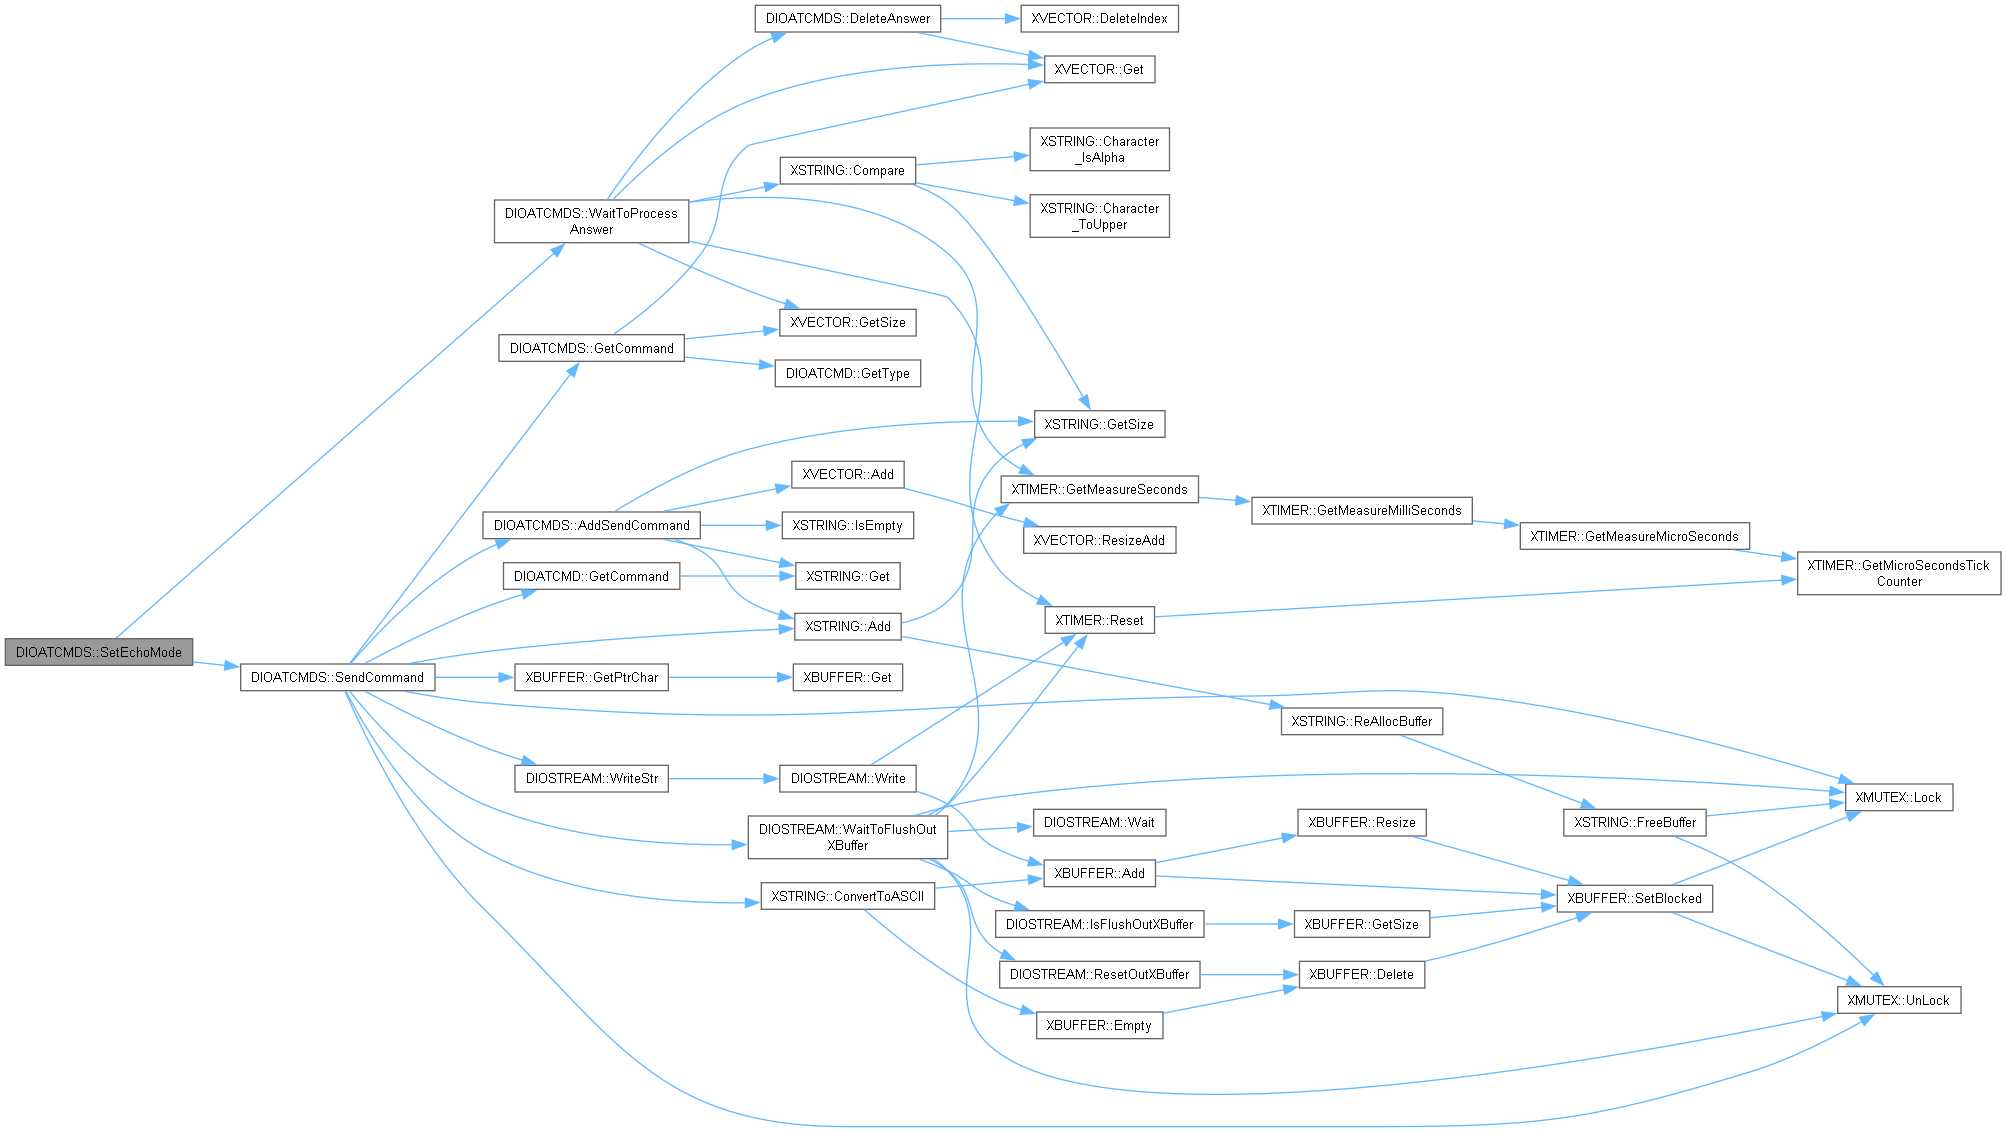 DIOATCMDS::DeleteAnswer
XVECTOR::DeleteIndex
XVECTOR::Get
XSTRING::Character
_IsAlpha
XSTRING::Compare
XSTRING::Character
_ToUpper
DIOATCMDS::WaitToProcess
Answer
XVECTOR::GetSize
DIOATCMDS::GetCommand
DIOATCMD::GetType
XSTRING::GetSize
XVECTOR::Add
XTIMER::GetMeasureSeconds
XTIMER::GetMeasureMilliSeconds
DIOATCMDS::AddSendCommand
XSTRING::IsEmpty
XVECTOR::ResizeAdd
XTIMER::GetMeasureMicroSeconds
XTIMER::GetMicroSecondsTick
Counter
DIOATCMD::GetCommand
XSTRING::Get
XSTRING::Add
XTIMER::Reset
DIOATCMDS::SetEchoMode
DIOATCMDS::SendCommand
XBUFFER::GetPtrChar
XBUFFER::Get
XSTRING::ReAllocBuffer
DIOSTREAM::WriteStr
DIOSTREAM::Write
XMUTEX::Lock
DIOSTREAM::WaitToFlushOut
XBuffer
DIOSTREAM::Wait
XBUFFER::Resize
XSTRING::FreeBuffer
XBUFFER::Add
XSTRING::ConvertToASCII
XBUFFER::SetBlocked
DIOSTREAM::IsFlushOutXBuffer
XBUFFER::GetSize
DIOSTREAM::ResetOutXBuffer
XBUFFER::Delete
XMUTEX::UnLock
XBUFFER::Empty